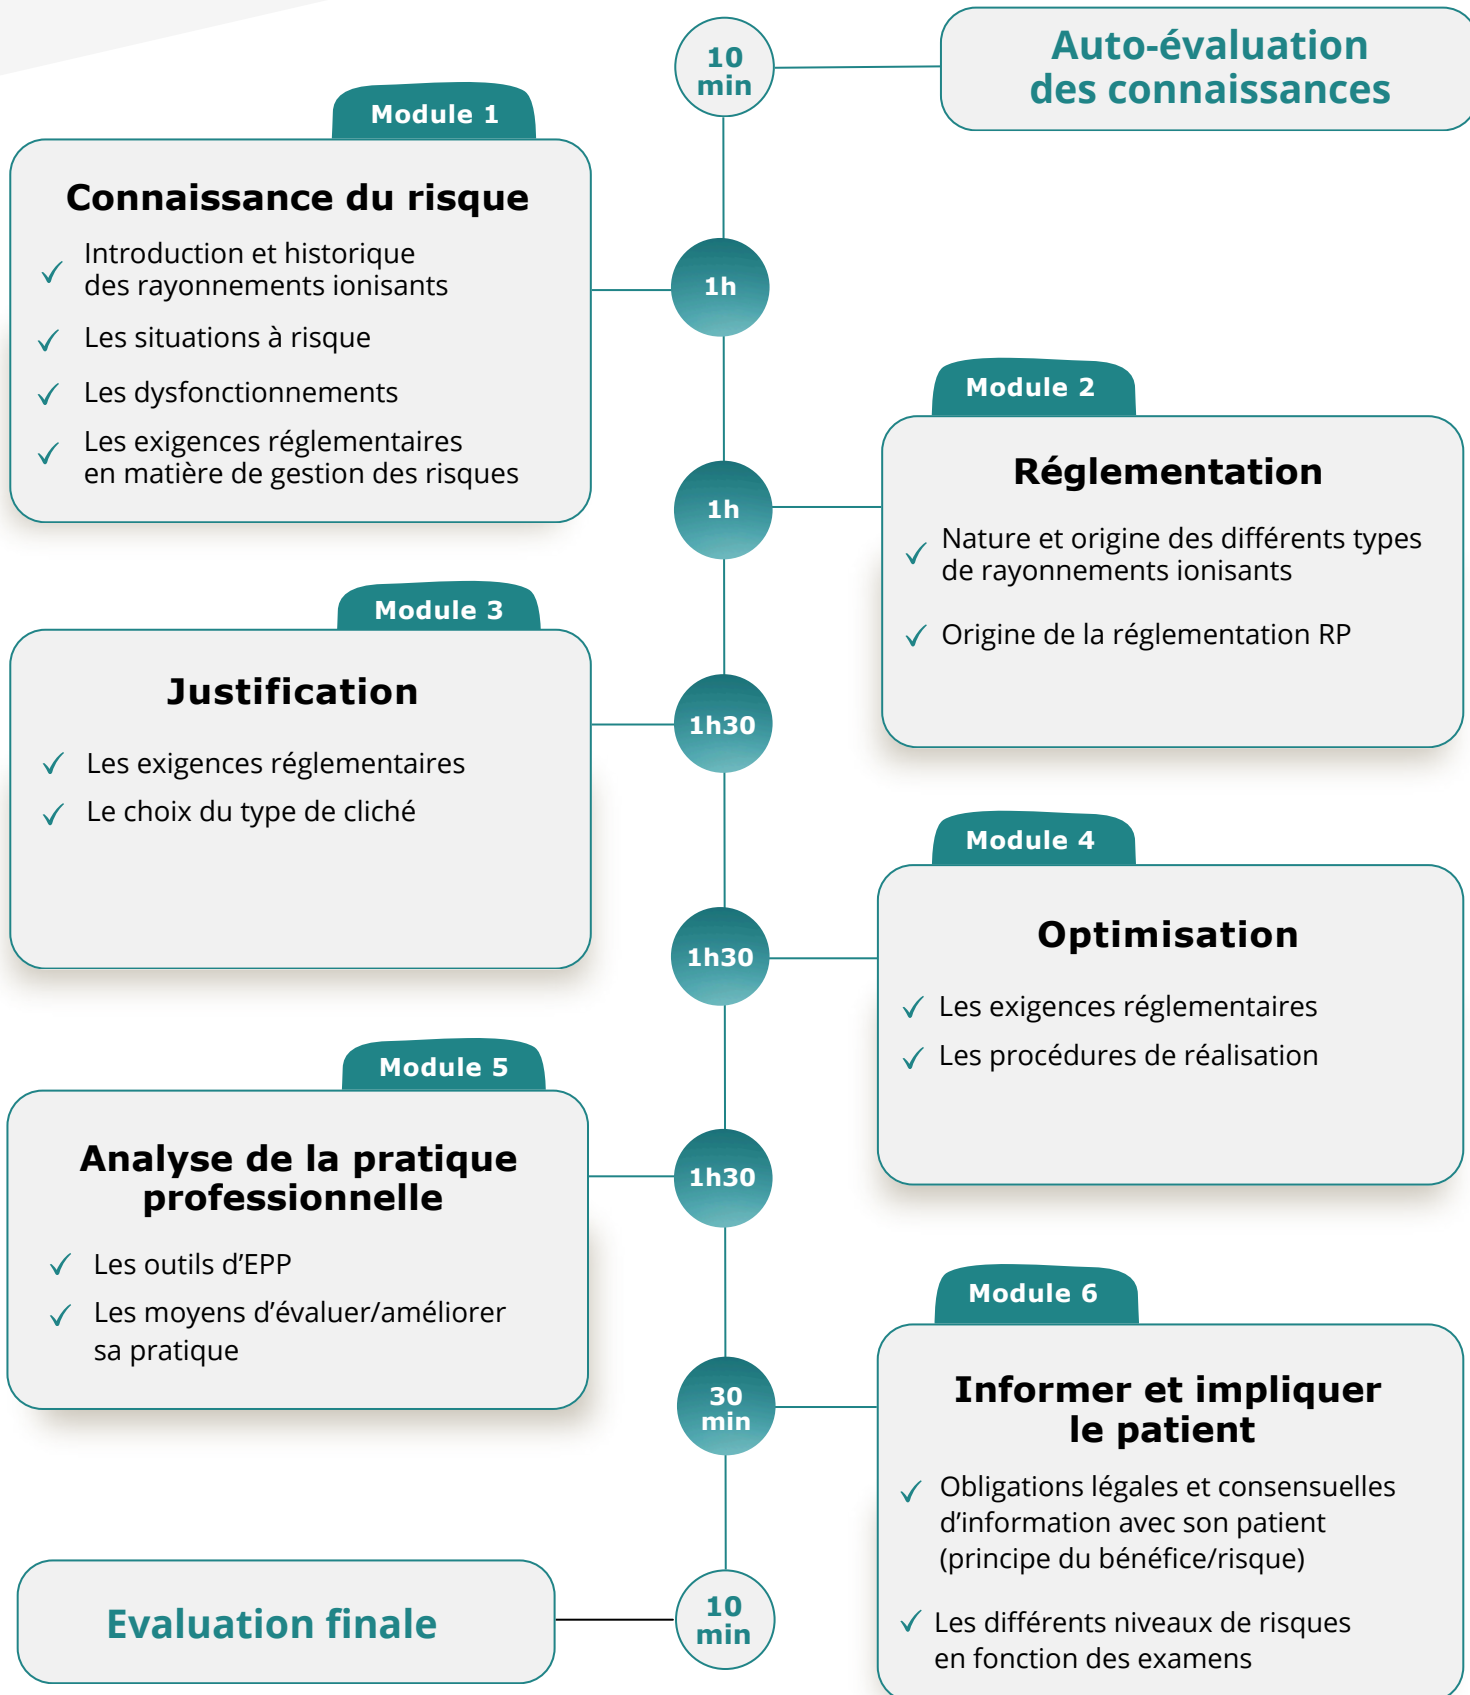 10
min
Auto-évaluation
des connaissances
Module 1
Connaissance du risque
Introduction et historique
des rayonnements ionisants
Les situations à risque
Les dysfonctionnements
Les exigences réglementaires
en matière de gestion des risques
1h
Module 2
Réglementation
Nature et origine des différents types
de rayonnements ionisants
Origine de la réglementation RP
1h
Module 3
Justification
Les exigences réglementaires
Le choix du type de cliché
1h30
Module 4
Optimisation
Les exigences réglementaires
Les procédures de réalisation
1h30
Module 5
Analyse de la pratique
professionnelle
Les outils d’EPP
Les moyens d’évaluer/améliorer
sa pratique
1h30
Module 6
Informer et impliquer
le patient
Obligations légales et consensuelles
d’information avec son patient
(principe du bénéfice/risque)
Les différents niveaux de risques
en fonction des examens
30
min
Evaluation finale
10
min